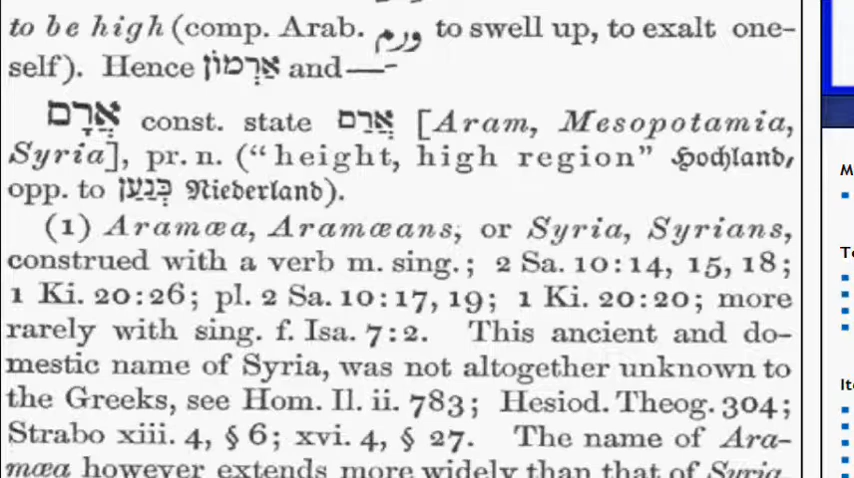 to be high (comp. Arab. ورم to swell up, to exalt one-
self). Hence אַרְמוֹן and—
אֲרָם const. state אֲרַם [Aram, Mesopotamia,
Syria], pr. n. (“height, high region” Hochland,
opp. to כְּנַעַן Niederland).
(1) Aramæa, Aramæans, or Syria, Syrians,
construed with a verb m. sing.; 2 Sa. 10:14, 15, 18;
1 Ki. 20:26; pl. 2 Sa. 10:17, 19; 1 Ki. 20:20; more
rarely with sing. f. Isa. 7:2. This ancient and do-
mestic name of Syria, was not altogether unknown to
the Greeks, see Hom. Il. ii. 783; Hesiod. Theog. 304;
Strabo xiii. 4, § 6; xvi. 4, § 27. The name of Ara-
mæa however extends more widely than that of Syria,